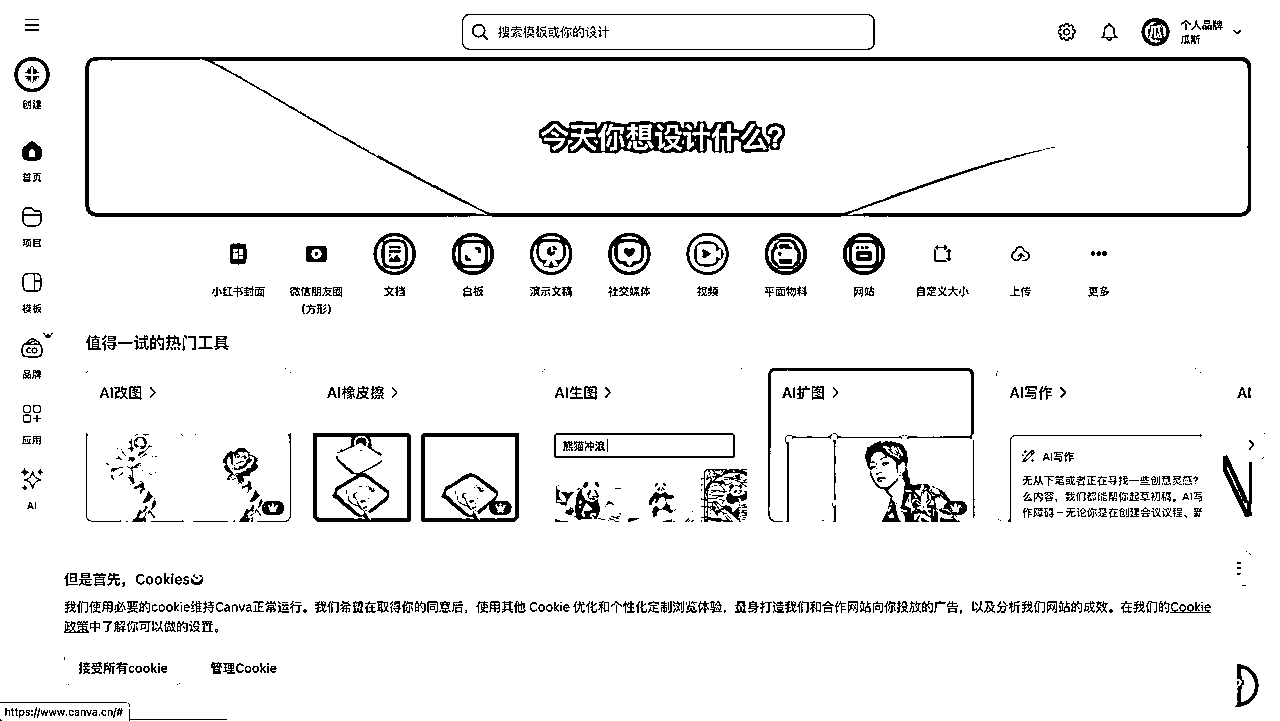 搜索模板或你的设计
个人品牌
瓜斯
创建
首页
项目
模板
品牌
应用
AI
今天你想设计什么?
小红书封面
微信朋友圈
(方形)
文档
白板
演示文稿
社交媒体
视频
平面物料
网站
自定义大小
上传
更多
值得一试的热门工具
AI改图
AI橡皮擦
AI生图
AI扩图
AI写作
熊猫冲浪
AI写作
无从下笔或者正在寻找一些创意灵感?
么内容，我们都能帮你起草初稿。AI写
作障碍 – 无论你是在创建会议议程、新
但是首先，Cookies
我们使用必要的cookie维持Canva正常运行。我们希望在取得你的同意后，使用其他 Cookie 优化和个性化定制浏览体验，量身打造我们和合作网站向你投放的广告，以及分析我们网站的成效。在我们的Cookie
政策中了解你可以做的设置。
接受所有cookie
管理Cookie
https://www.canva.cn/#